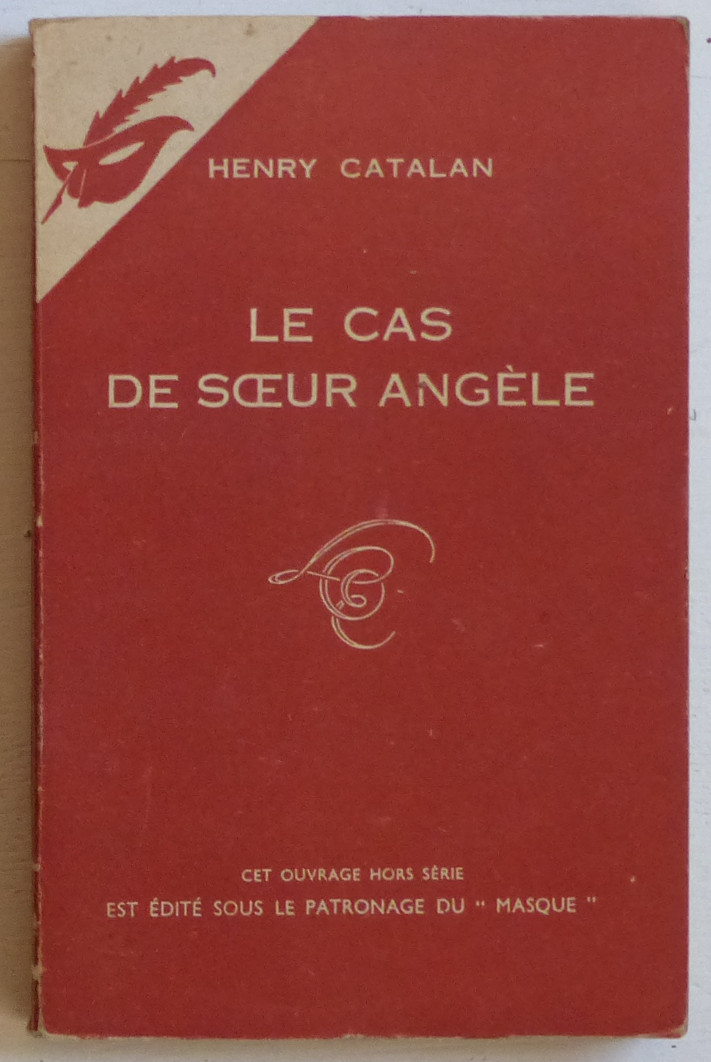 HENRY CATALAN
LE CAS
DE SŒUR ANGÈLE
CET OUVRAGE HORS SÉRIE
EST ÉDITÉ SOUS LE PATRONAGE DU “ MASQUE ”